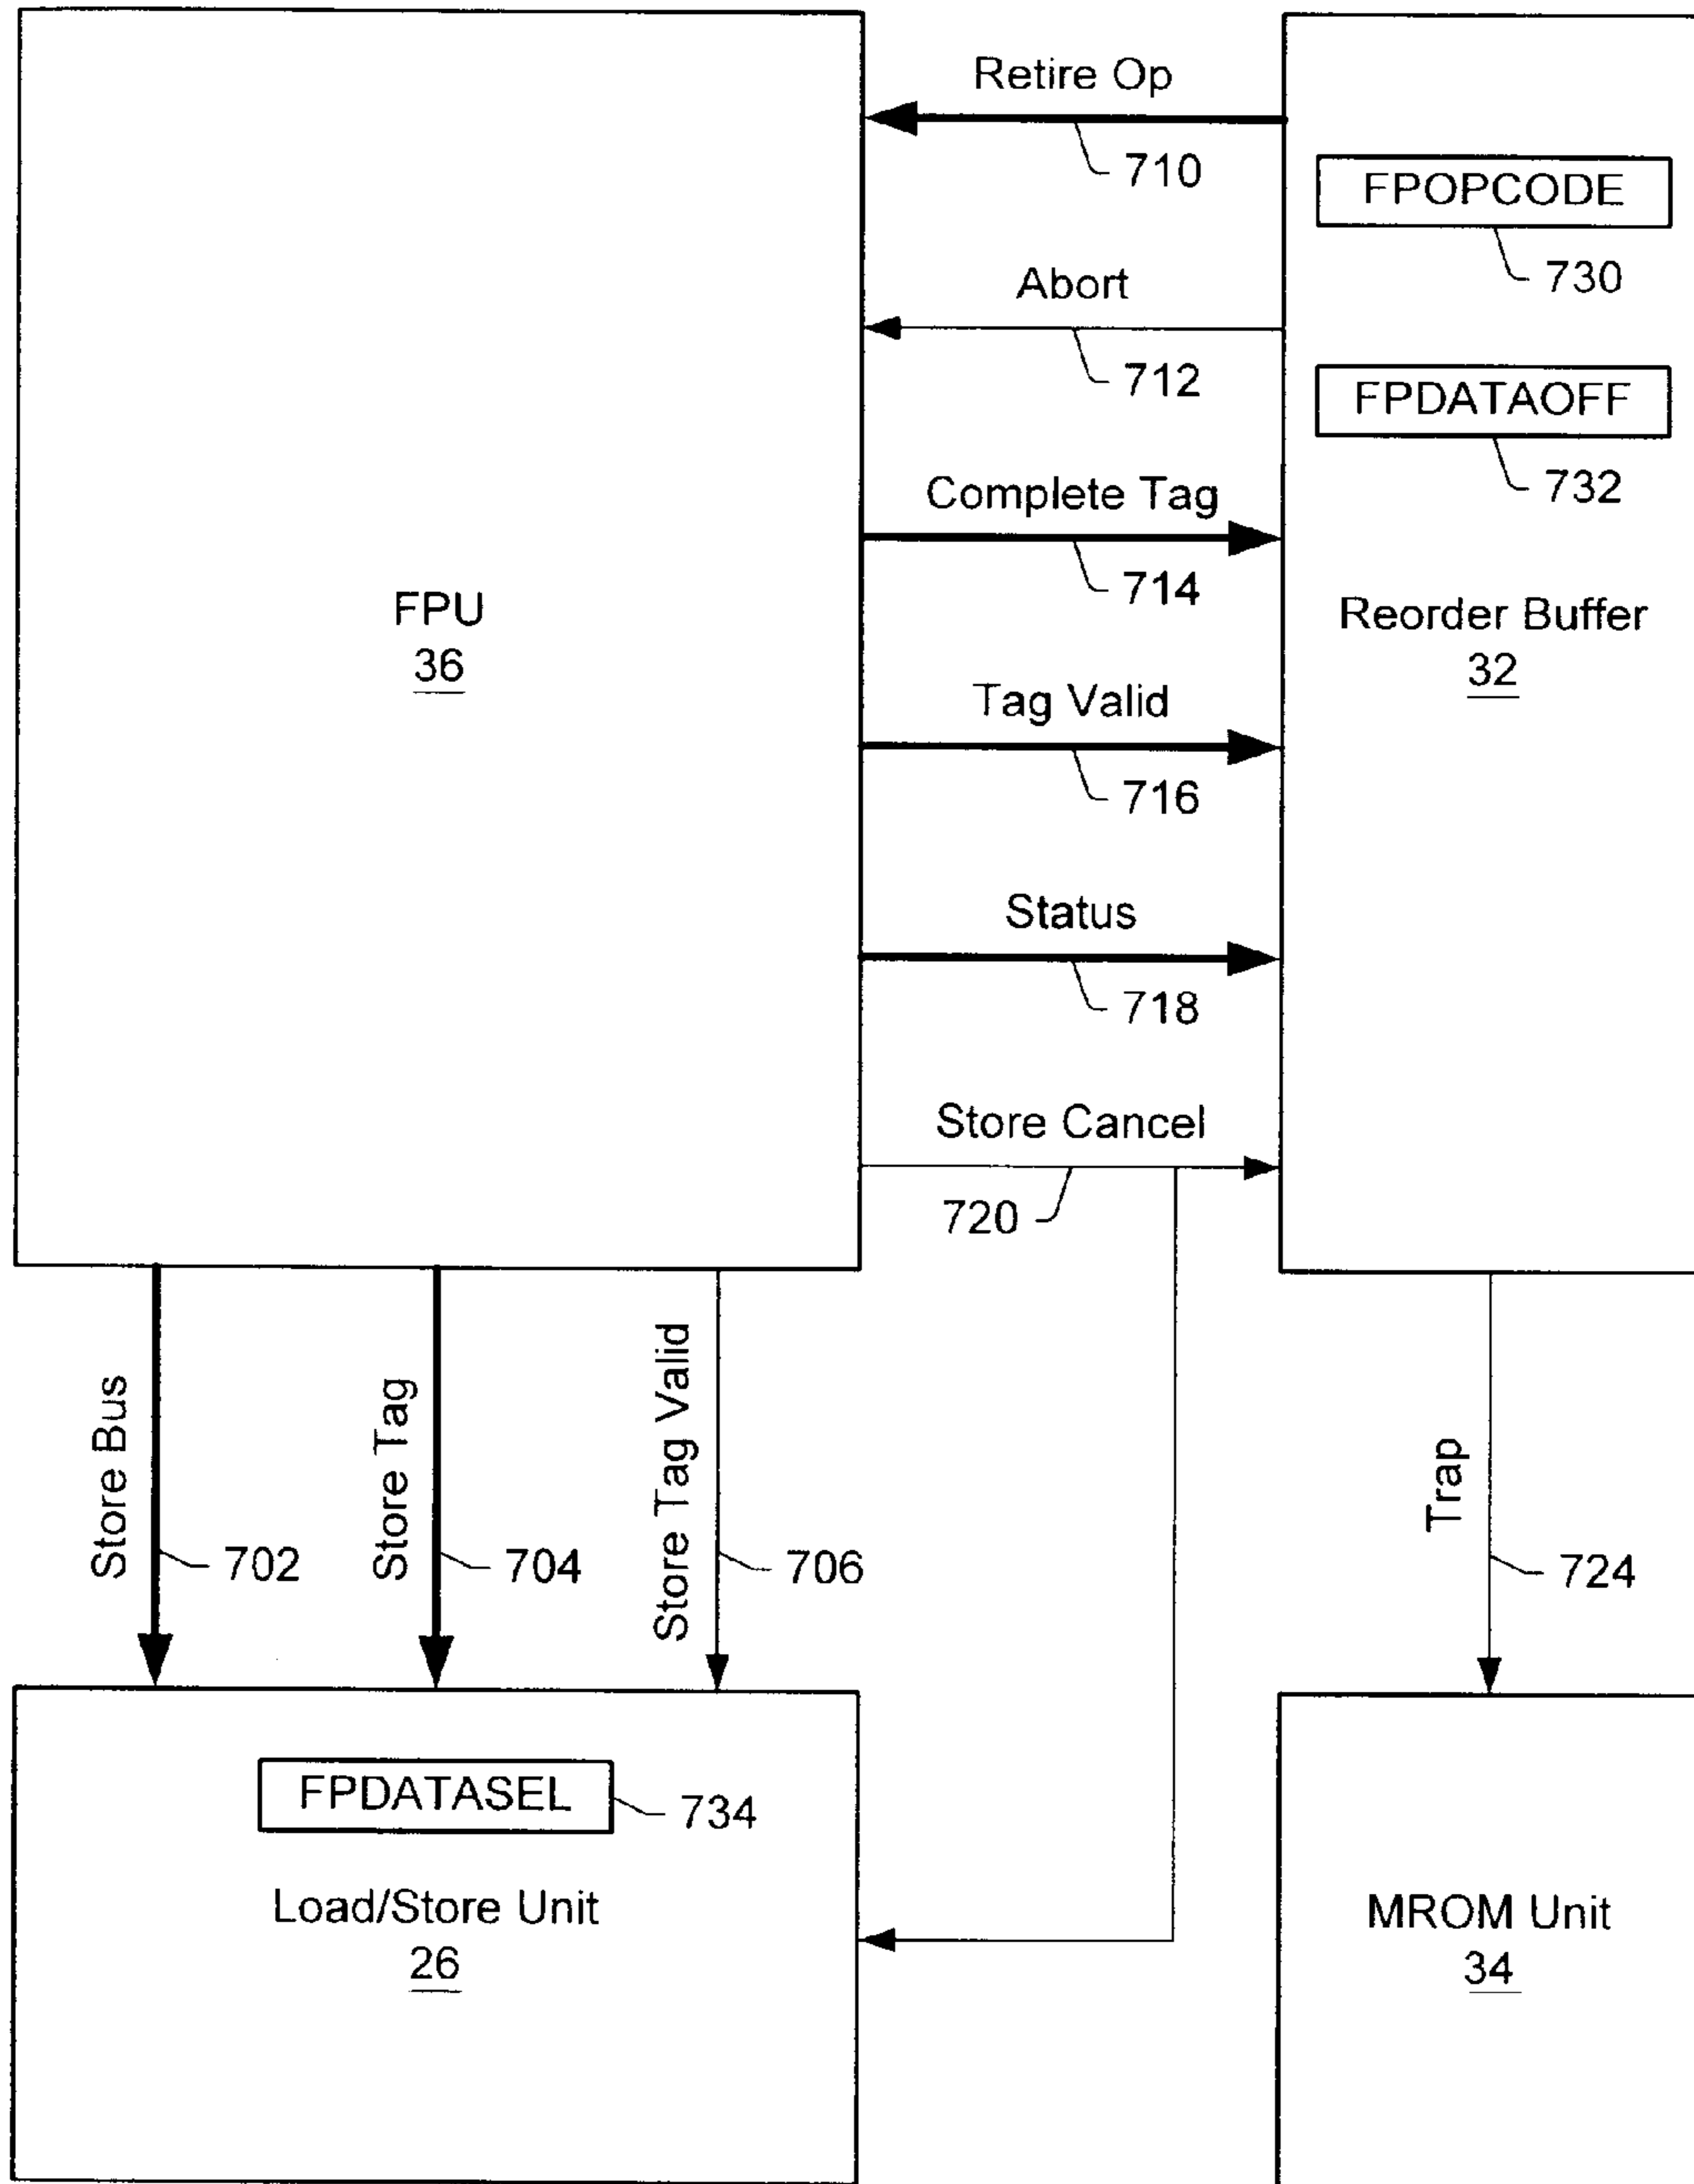 Retire Op
710
FPOPCODE
730
Abort
712
FPDATAOFF
732
Complete Tag
714
FPU
36
Reorder Buffer
32
Tag Valid
716
Status
718
Store Cancel
720
Store Bus
702
Store Tag
704
Store Tag Valid
706
Trap
724
FPDATASEL
734
Load/Store Unit
26
MROM Unit
34